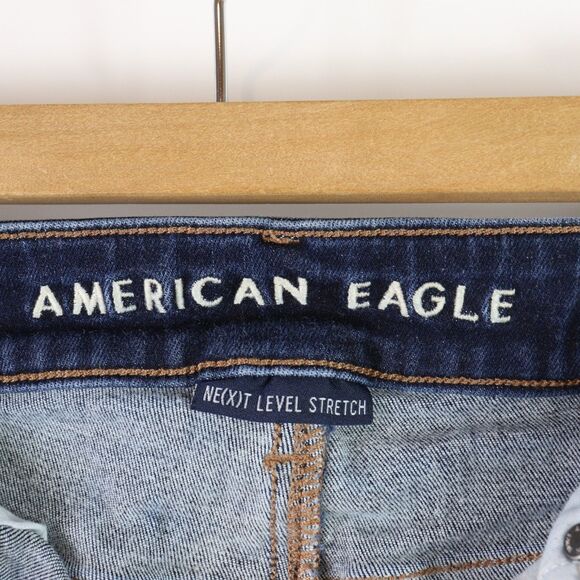 AMERICAN EAGLE
NE(X)T LEVEL STRETCH